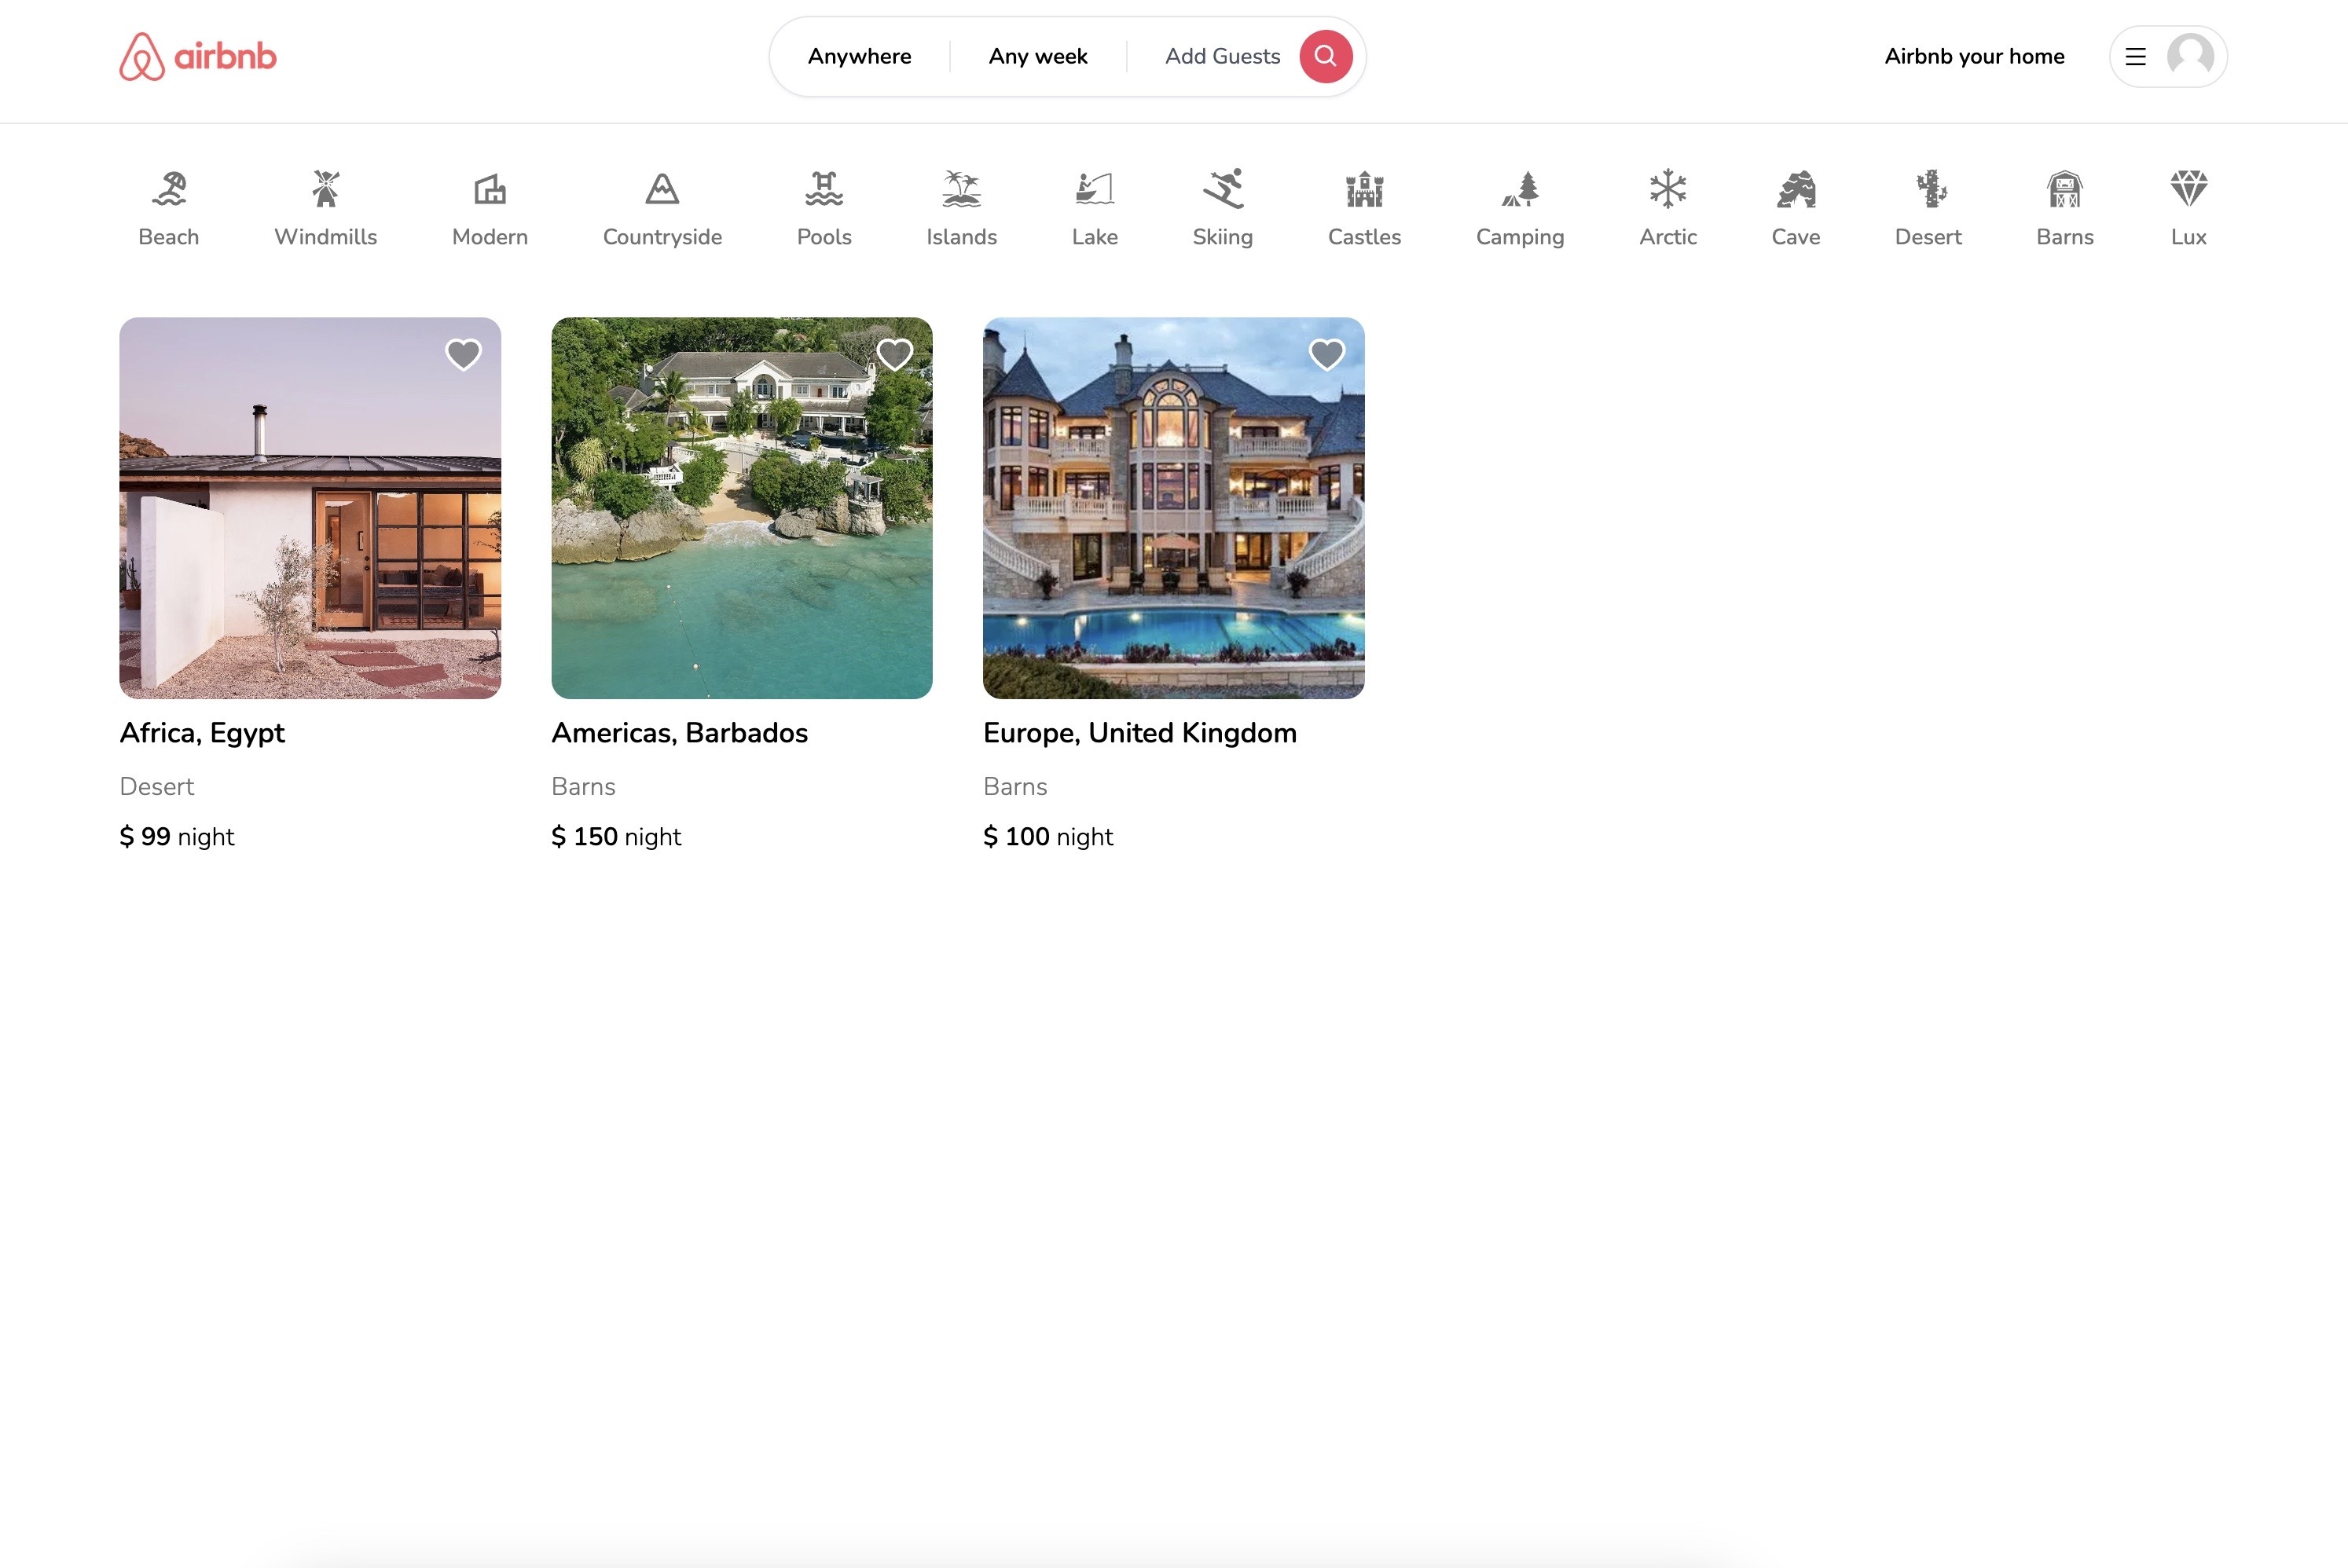 airbnb
Anywhere
Any week
Add Guests
Airbnb your home
Beach
Windmills
Modern
Countryside
Pools
Islands
Lake
Skiing
Castles
Camping
Arctic
Cave
Desert
Barns
Lux
Africa, Egypt
Desert
$ 99 night
Americas, Barbados
Barns
$ 150 night
Europe, United Kingdom
Barns
$ 100 night